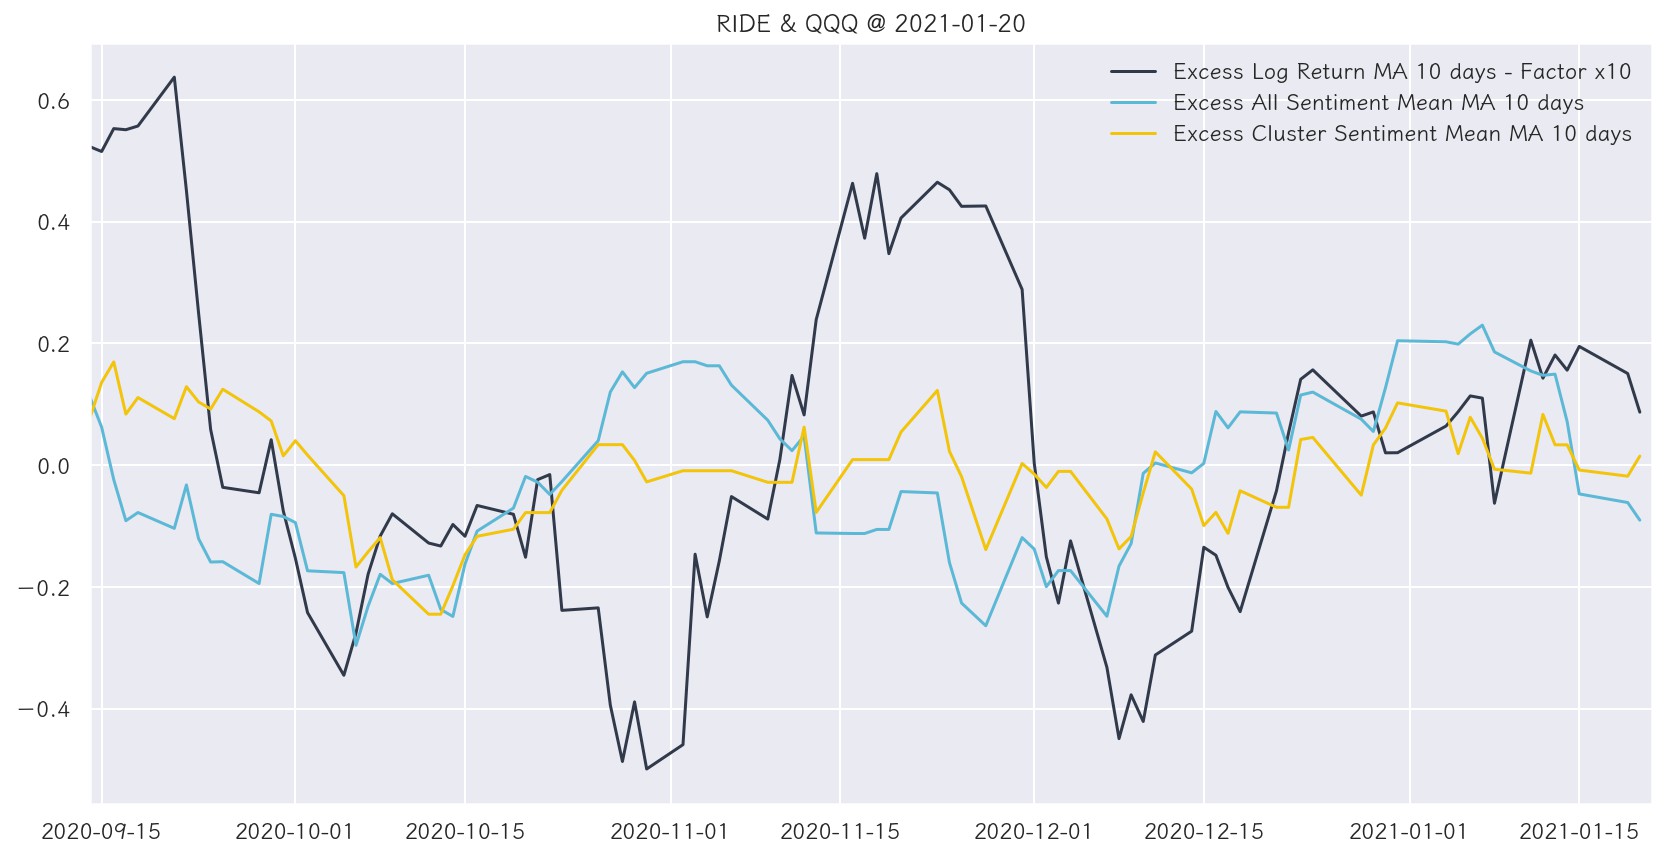 RIDE & QQQ @ 2021-01-20
Excess Log Return MA 10 days - Factor x10
Excess All Sentiment Mean MA 10 days
Excess Cluster Sentiment Mean MA 10 days
0.6
0.4
0.2
0.0
−0.2
−0.4
2020-09-15 2020-10-01 2020-10-15 2020-11-01 2020-11-15 2020-12-01 2020-12-15 2021-01-01 2021-01-15